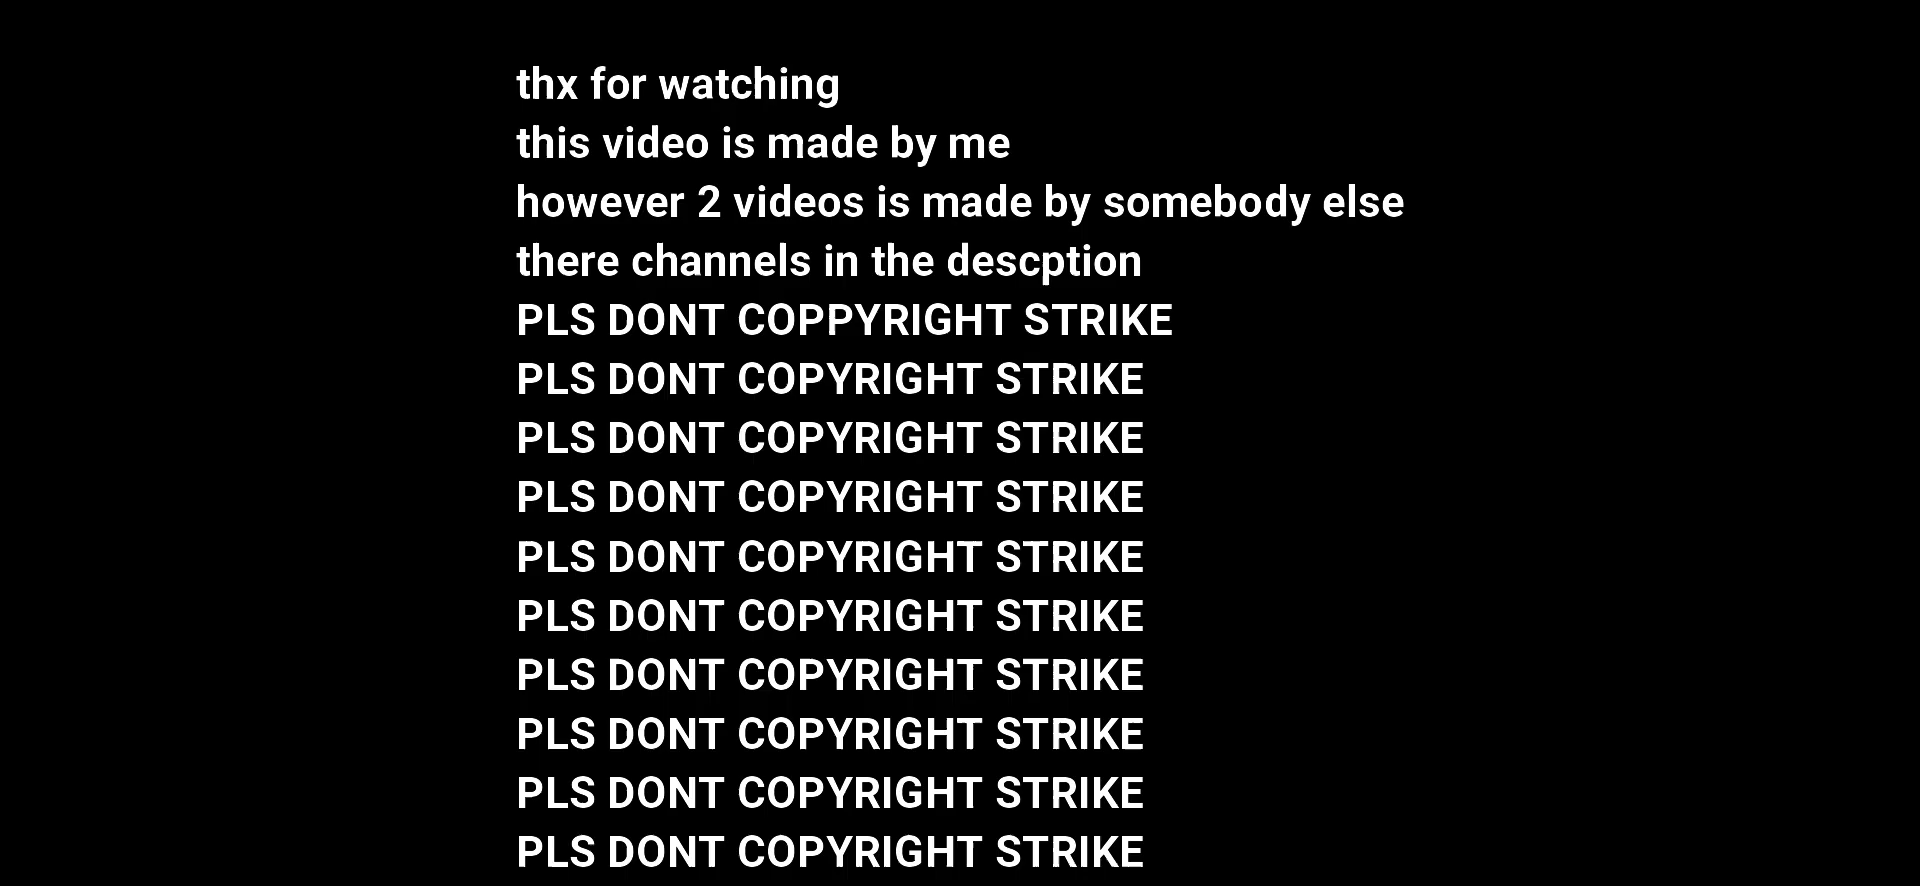 thx for watching
this video is made by me
however 2 videos is made by somebody else
there channels in the descption
PLS DONT COPPYRIGHT STRIKE
PLS DONT COPYRIGHT STRIKE
PLS DONT COPYRIGHT STRIKE
PLS DONT COPYRIGHT STRIKE
PLS DONT COPYRIGHT STRIKE
PLS DONT COPYRIGHT STRIKE
PLS DONT COPYRIGHT STRIKE
PLS DONT COPYRIGHT STRIKE
PLS DONT COPYRIGHT STRIKE
PLS DONT COPYRIGHT STRIKE